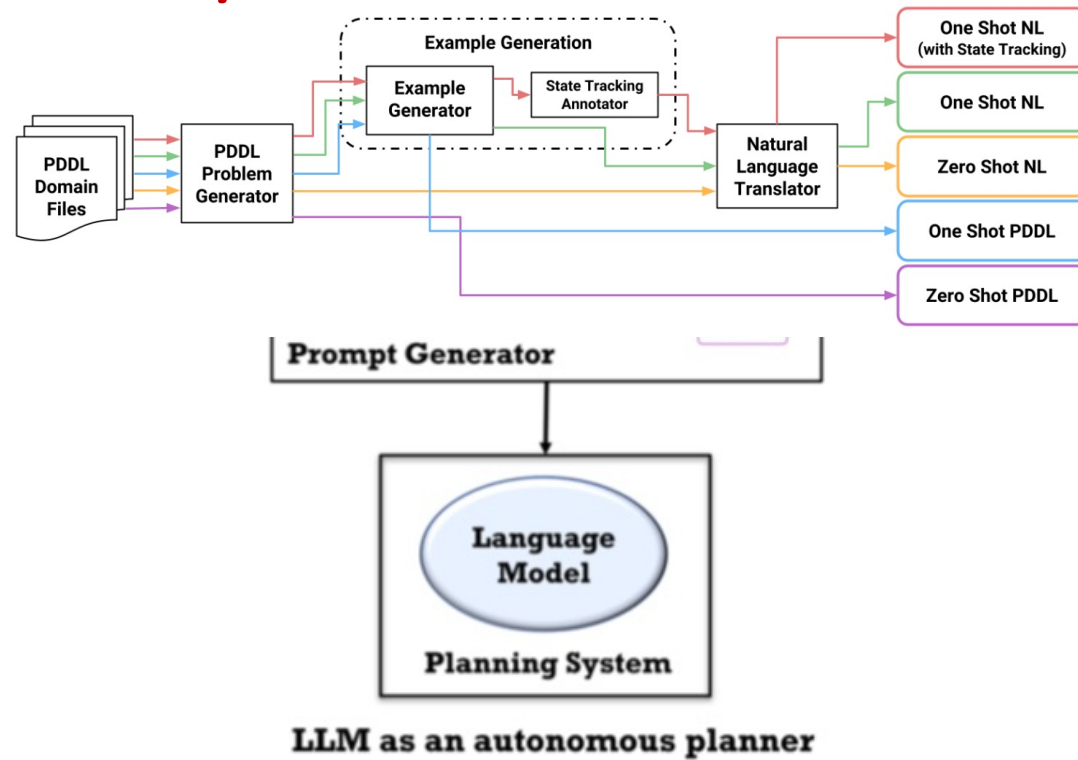 Example Generation
One Shot NL
(with State Tracking)
Example
Generator
State Tracking
Annotator
One Shot NL
PDDL
Domain
Files
PDDL
Problem
Generator
Natural
Language
Translator
Zero Shot NL
One Shot PDDL
Zero Shot PDDL
Prompt Generator
Language
Model
Planning System
LLM as an autonomous planner